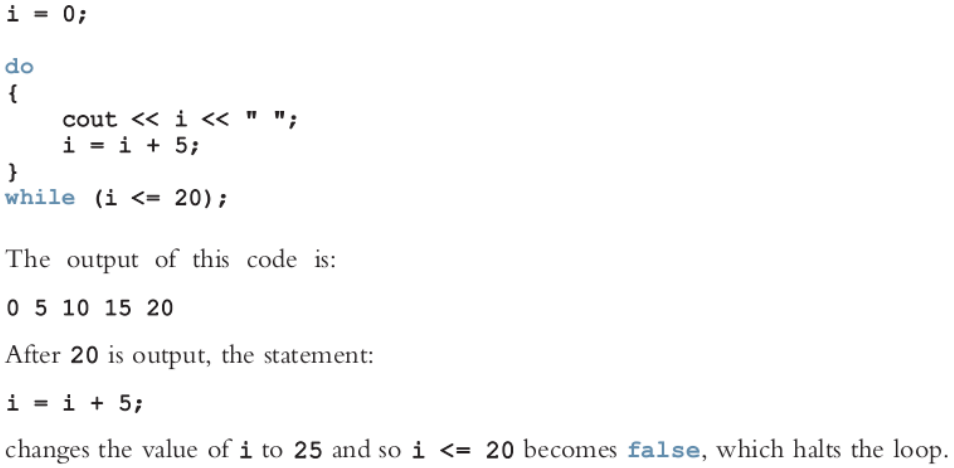 i = 0;
do
{
    cout << i << " ";
    i = i + 5;
}
while (i <= 20);
The output of this code is:
0 5 10 15 20
After 20 is output, the statement:
i = i + 5;
changes the value of i to 25 and so i <= 20 becomes false, which halts the loop.